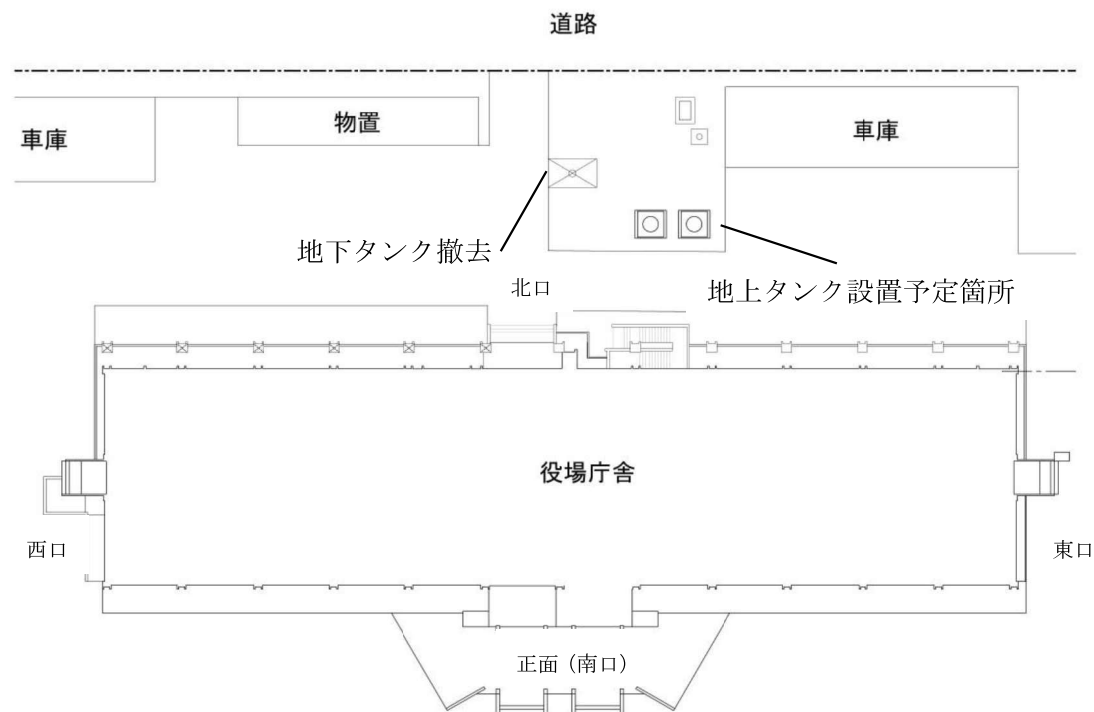 道路
車庫
物置
車庫
地下タンク撤去
地上タンク設置予定箇所
北口
役場庁舎
西口
東口
正面（南口）